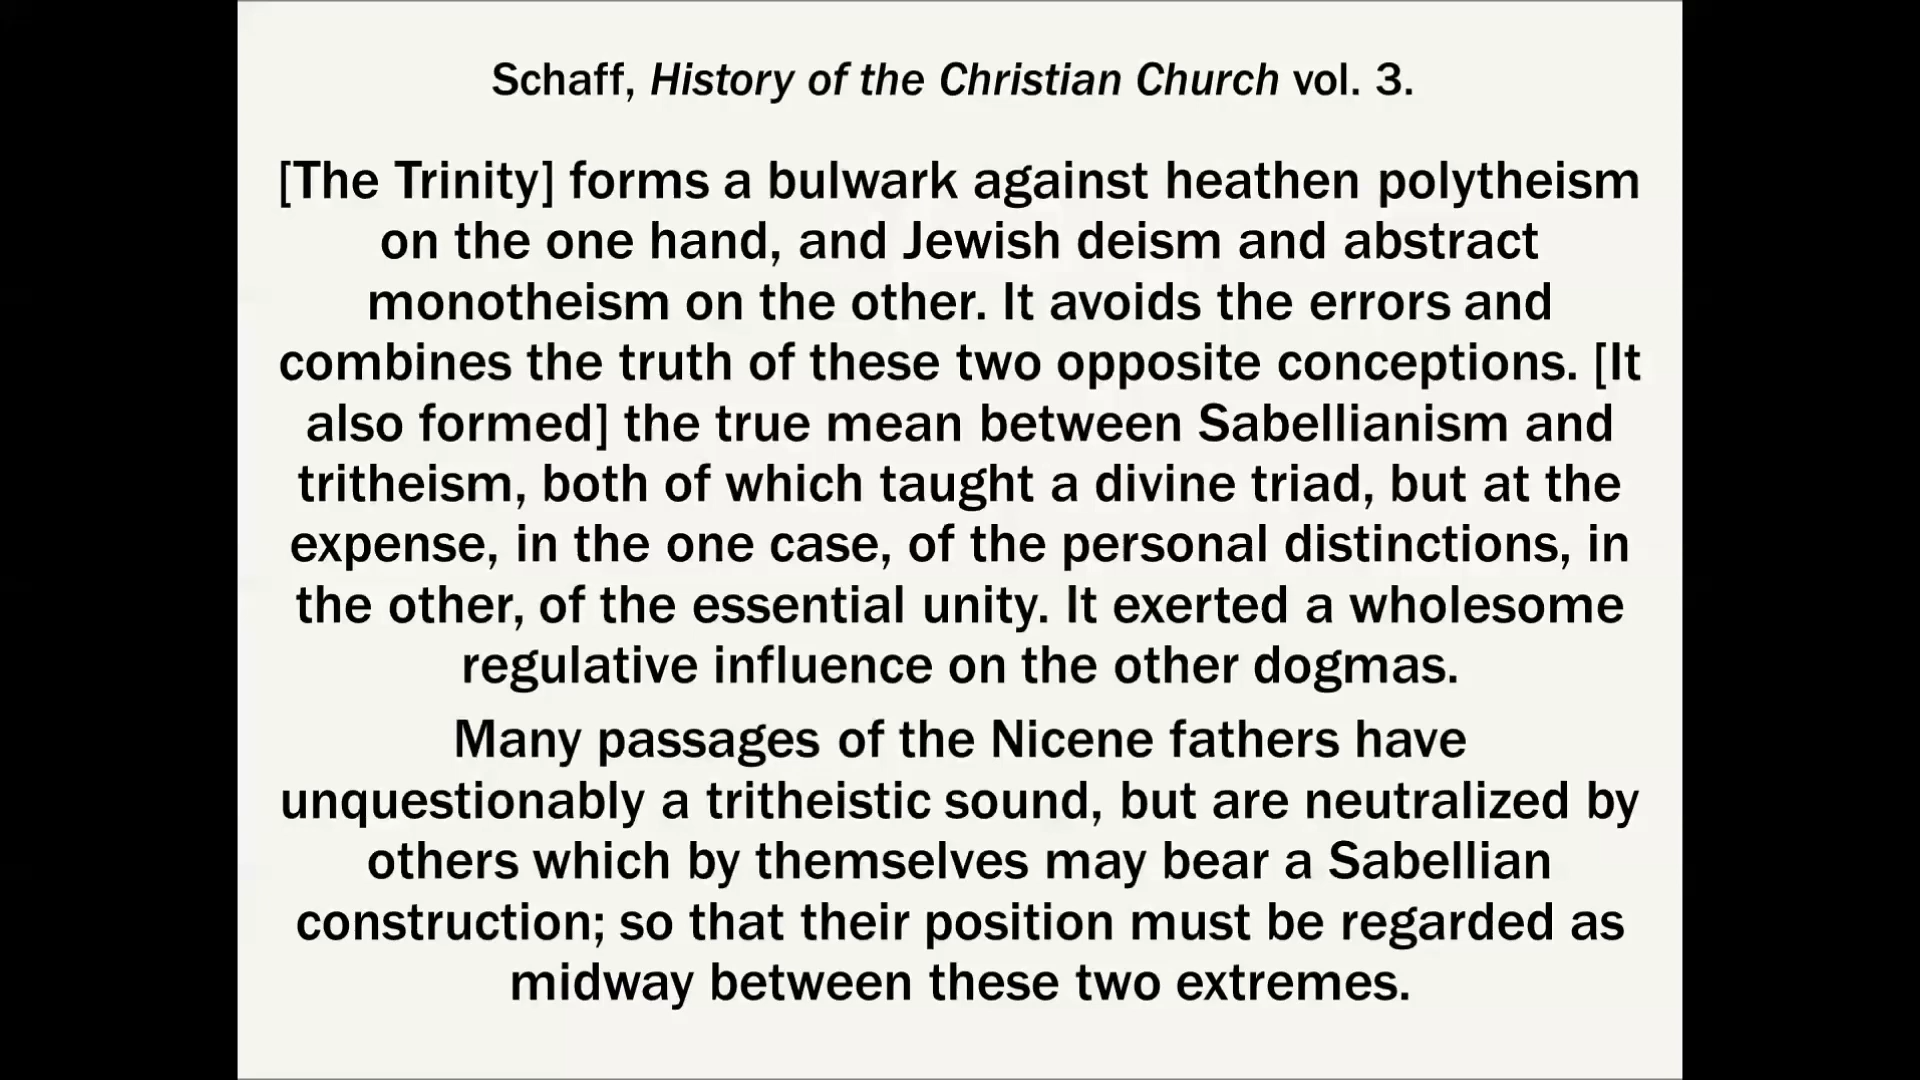 Schaff, History of the Christian Church vol. 3.
[The Trinity] forms a bulwark against heathen polytheism
on the one hand, and Jewish deism and abstract
monotheism on the other. It avoids the errors and
combines the truth of these two opposite conceptions. [It
also formed] the true mean between Sabellianism and
tritheism, both of which taught a divine triad, but at the
expense, in the one case, of the personal distinctions, in
the other, of the essential unity. It exerted a wholesome
regulative influence on the other dogmas.
Many passages of the Nicene fathers have
unquestionably a tritheistic sound, but are neutralized by
others which by themselves may bear a Sabellian
construction; so that their position must be regarded as
midway between these two extremes.